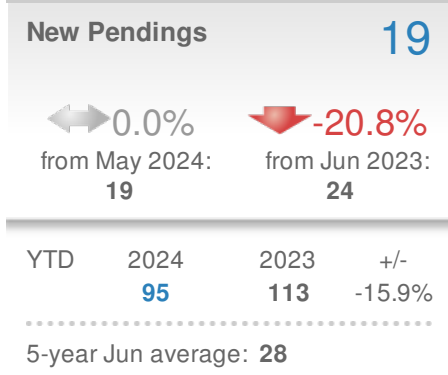 New Pendings 19
0.0% -20.8%
from May 2024: from Jun 2023:
19 24
YTD 2024 2023 +/-
95 113 -15.9%
5-year Jun average: 28